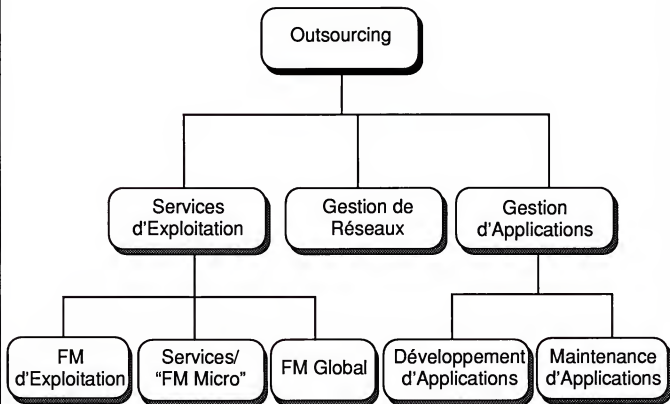 Outsourcing
Services
d'Exploitation
Gestion de
Réseaux
Gestion
d'Applications
FM
d'Exploitation
Services/
“FM Micro”
FM Global
Développement
d'Applications
Maintenance
d'Applications